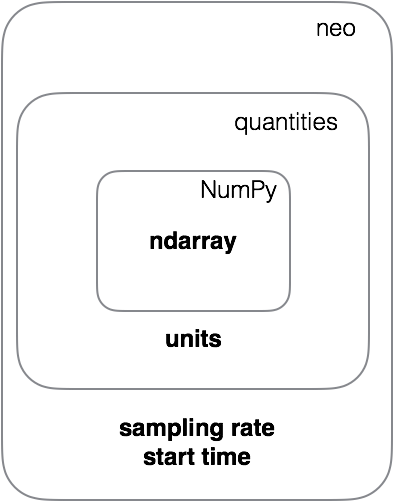 neo
quantities
NumPy
ndarray
units
sampling rate
start time